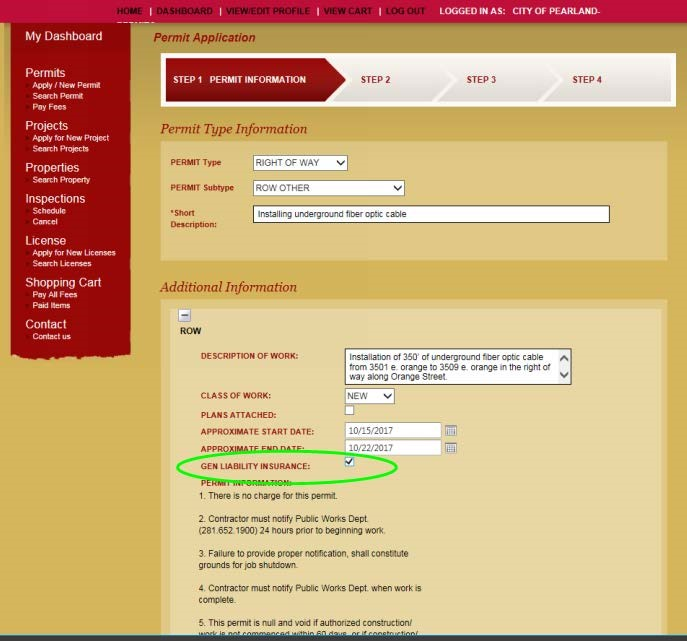 HOME | DASHBOARD | VIEW/EDIT PROFILE | VIEW CART | LOG OUT LOGGED IN AS: CITY OF PEARLAND-
My Dashboard
Permits
Apply / New Permit
Search Permit
Pay Fees
Projects
Apply for New Project
Search Projects
Properties
Search Property
Inspections
Schedule
Cancel
License
Apply for New Licenses
Search Licenses
Shopping Cart
Pay All Fees
Paid Items
Contact
Contact us
Permit Application
STEP 1 PERMIT INFORMATION STEP 2 STEP 3 STEP 4
Permit Type Information
PERMIT Type RIGHT OF WAY
PERMIT Subtype ROW OTHER
*Short
Description: Installing underground fiber optic cable
Additional Information
ROW
DESCRIPTION OF WORK: Installation of 350' of underground fiber optic cable
from 3501 e. orange to 3509 e. orange in the right of
way along Orange Street.
CLASS OF WORK: NEW
PLANS ATTACHED:
APPROXIMATE START DATE: 10/15/2017
APPROXIMATE END DATE: 10/22/2017
GEN LIABILITY INSURANCE:
PERMIT INFORMATION:
1. There is no charge for this permit.
2. Contractor must notify Public Works Dept.
(281.652.1900) 24 hours prior to beginning work.
3. Failure to provide proper notification, shall constitute
grounds for job shutdown.
4. Contractor must notify Public Works Dept. when work is
complete.
5. This permit is null and void if authorized construction/
work is not commenced within 60 days, or if construction/